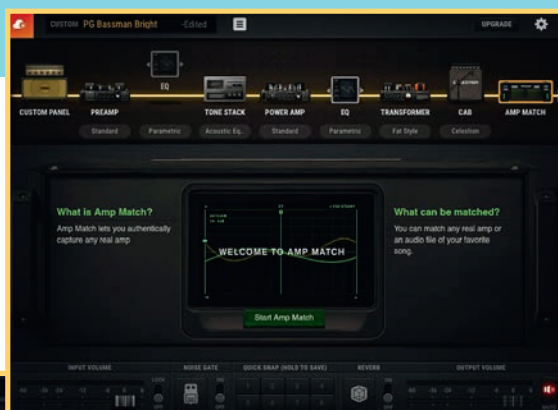 CUSTOM PG Bassman Bright -Edited
UPGRADE
EQ
CUSTOM PANEL PREAMP TONE STACK POWER AMP EQ TRANSFORMER CAB AMP MATCH
Standard Parametric Acoustic Eq.. Standard Parametric Fat Style Celestion
What is Amp Match?
Amp Match lets you authentically
capture any real amp
WELCOME TO AMP MATCH
Start Amp Match
What can be matched?
You can match any real amp or
an audio file of your favorite
song.
INPUT VOLUME NOISE GATE QUICK SNAP (HOLD TO SAVE) REVERB OUTPUT VOLUME